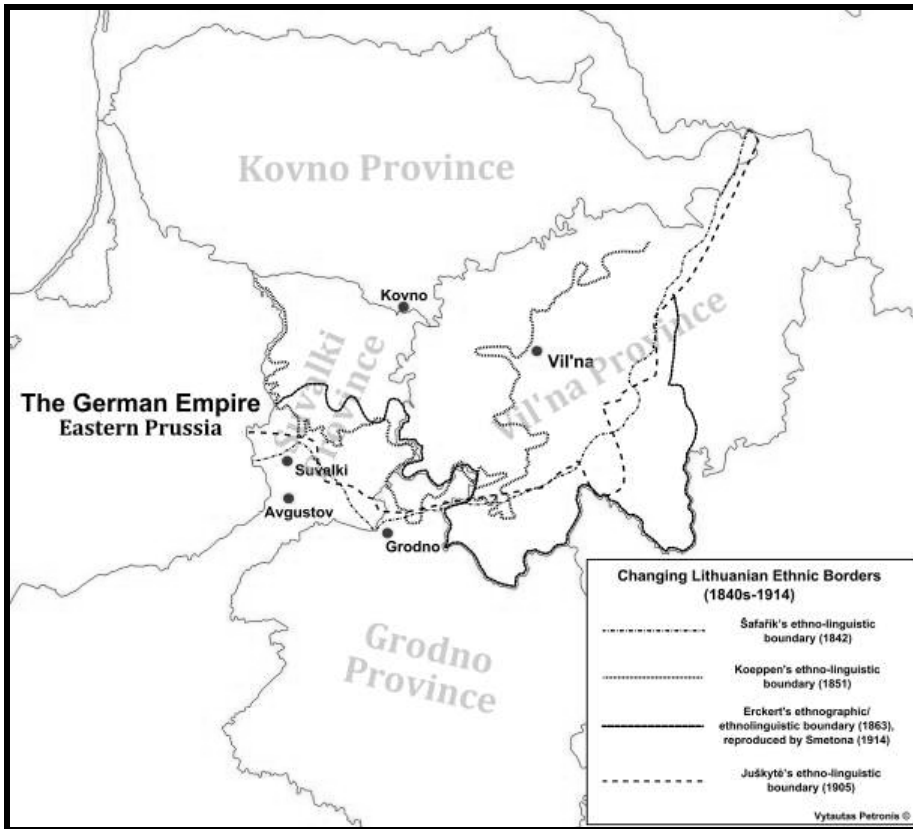 Kovno Province
Kovno
Suvalki
Province
Vil'na
Vil'na Province
The German Empire
Eastern Prussia
Suvalki
Avgustov
Grodno
Grodno
Province
Changing Lithuanian Ethnic Borders
(1840s-1914)
Šafařik's ethno-linguistic
boundary (1842)
Koeppen's ethno-linguistic
boundary (1851)
Erckert's ethnographic/
ethnolinguistic boundary (1863),
reproduced by Smetona (1914)
Juškytė's ethno-linguistic
boundary (1905)
Vytautas Petronis ©